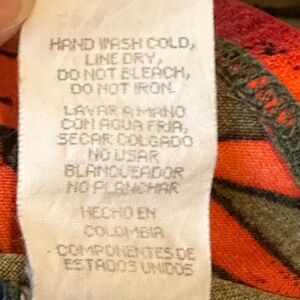 HAND WASH COLD,
LINE DRY,
DO NOT BLEACH,
DO NOT IRON.
LAVAR A MANO
CON AGUA FRIA,
SECAR COLGADO
NO USAR
BLANQUEADOR
NO PLANCHAR
HECHO EN
COLOMBIA
COMPONENTES DE
ESTADOS UNIDOS